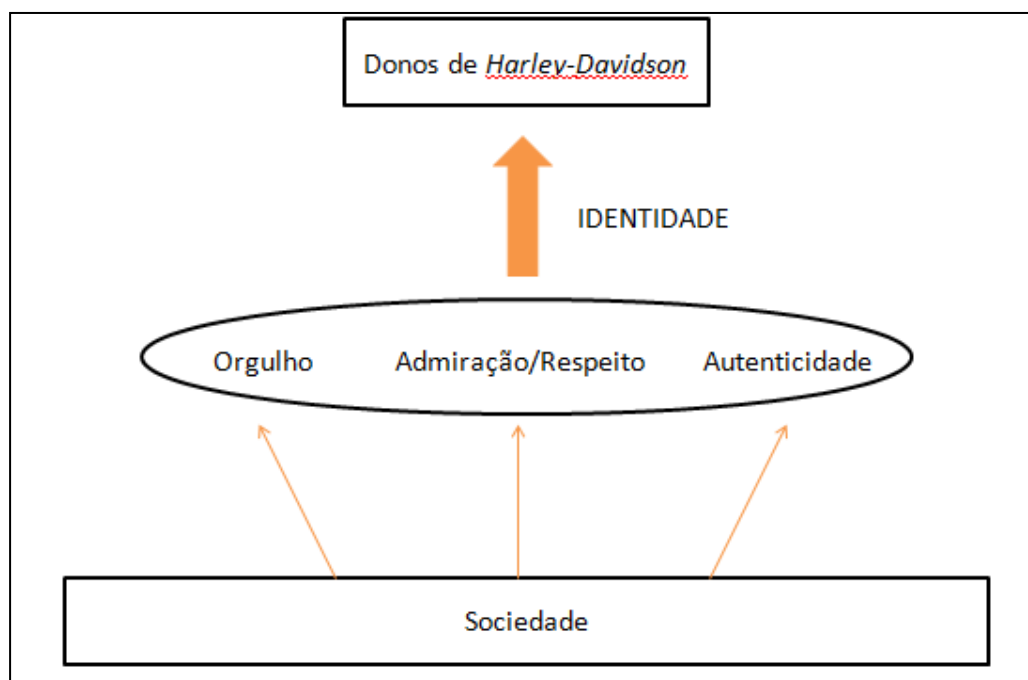 Donos de Harley-Davidson
IDENTIDADE
Orgulho Admiração/Respeito Autenticidade
Sociedade